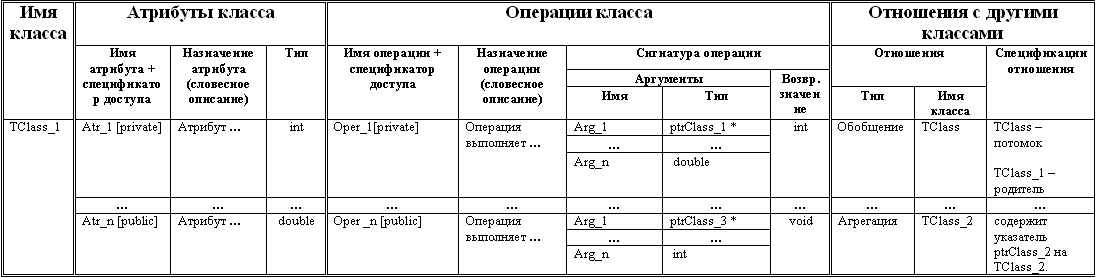 Имя класса
Атрибуты класса
Операции класса
Отношения с другими классами
Имя
атрибута +
спецификато
р доступа
Назначение
атрибута
(словесное
описание)
Тип
Имя операции +
спецификатор
доступа
Назначение
операции
(словесное
описание)
Сигнатура операции
Аргументы
Имя
Тип
Возвр.
значен
ие
Отношения
Тип
Имя
класса
Спецификации
отношения
TClass_1
Atr_1 [private]
Атрибут ...
int
Oper_1[private]
Операция
выполняет ...
Arg_1
ptrClass_1 *
...
...
Arg_n
double
int
Обобщение
TClass
TClass –
потомок
TClass_1 –
родитель
... ... ... ... ... ... ... ... ... ... ...
Atr_n [public]
Атрибут ...
double
Oper _n [public]
Операция
выполняет ...
Arg_1
ptrClass_3 *
...
...
Arg_n
int
void
Агрегация
TClass_2
содержит
указатель
ptrClass_2 на
TClass_2.